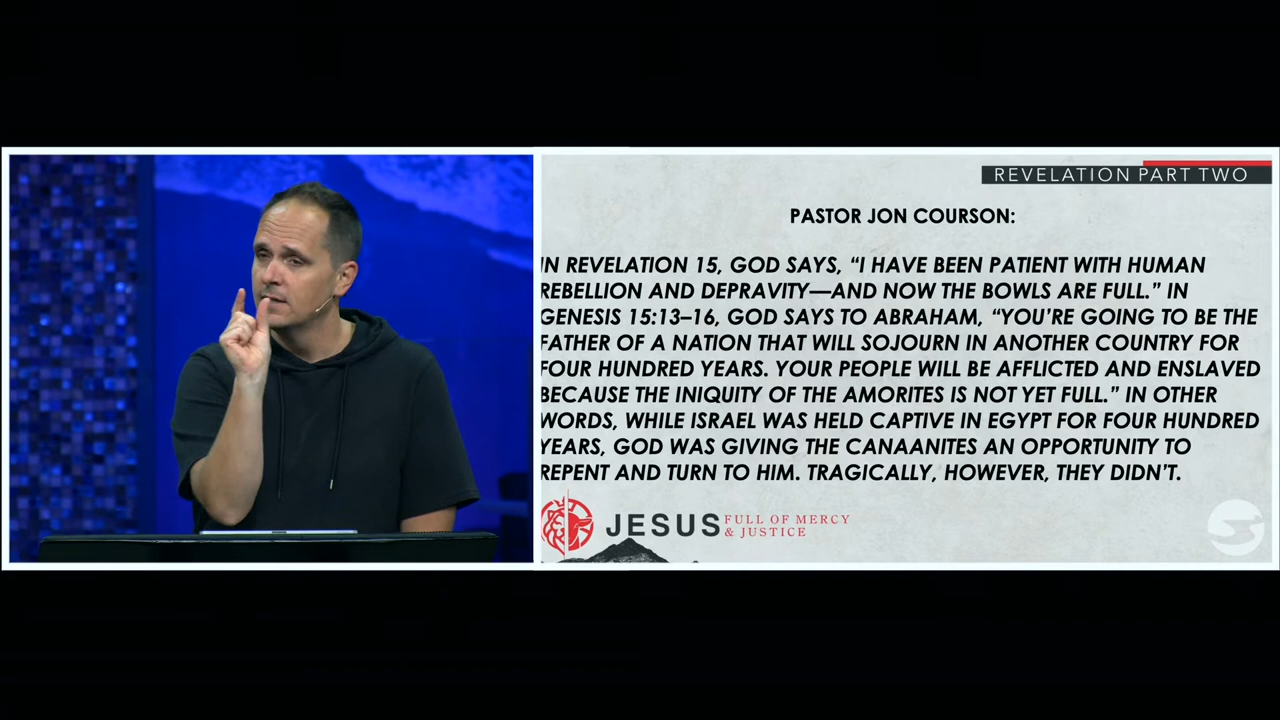 REVELATION PART TWO
PASTOR JON COURSON:
IN REVELATION 15, GOD SAYS, “I HAVE BEEN PATIENT WITH HUMAN
REBELLION AND DEPRAVITY—AND NOW THE BOWLS ARE FULL.” IN
GENESIS 15:13–16, GOD SAYS TO ABRAHAM, “YOU’RE GOING TO BE THE
FATHER OF A NATION THAT WILL SOJOURN IN ANOTHER COUNTRY FOR
FOUR HUNDRED YEARS. YOUR PEOPLE WILL BE AFFLICTED AND ENSLAVED
BECAUSE THE INIQUITY OF THE AMORITES IS NOT YET FULL.” IN OTHER
WORDS, WHILE ISRAEL WAS HELD CAPTIVE IN EGYPT FOR FOUR HUNDRED
YEARS, GOD WAS GIVING THE CANAANITES AN OPPORTUNITY TO
REPENT AND TURN TO HIM. TRAGICALLY, HOWEVER, THEY DIDN’T.
JESUS FULL OF MERCY
& JUSTICE